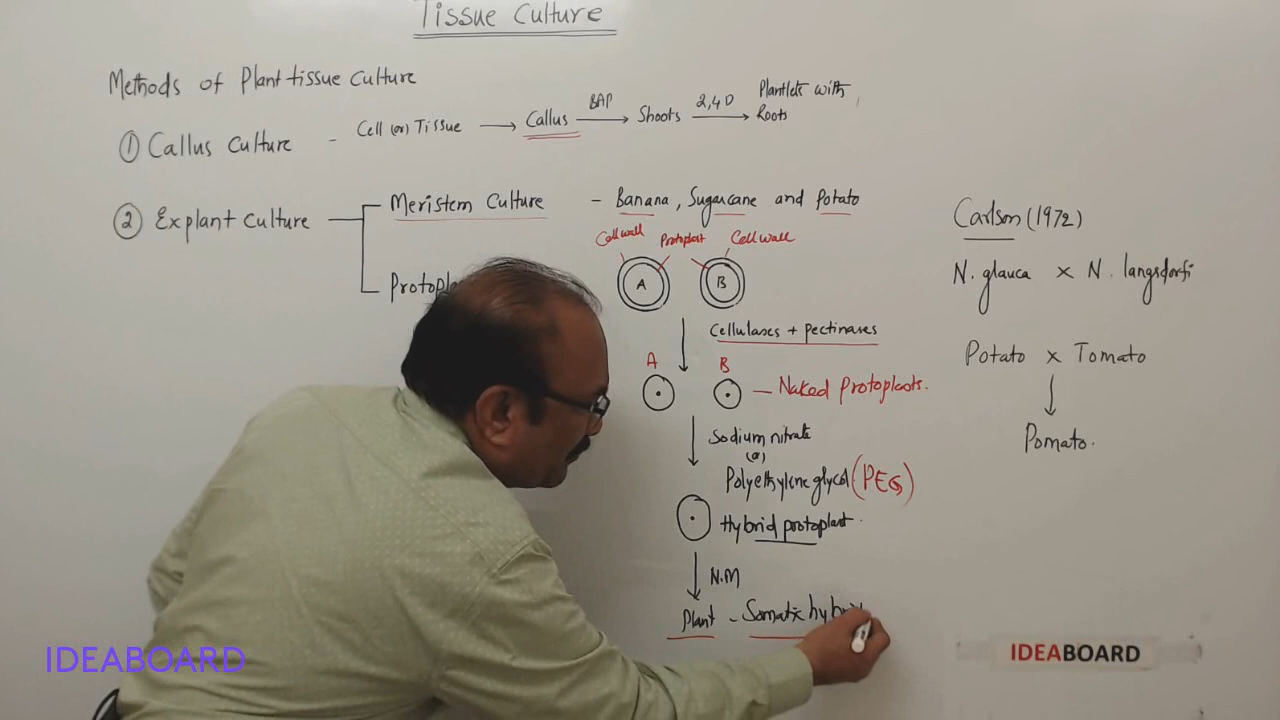 Tissue Culture
Methods of Plant tissue culture
① Callus culture - Cell (or) Tissue → Callus BAP → Shoots 2,4D → Plantlets with Roots
② Explant culture
Meristem Culture - Banana, Sugarcane and Potato
Cell wall Protoplast Cell wall
A B
Cellulases + pectinases
A B
Naked Protoplasts.
Sodium nitrate
(or)
Polyethylene glycol (PEG)
Hybrid protoplast.
N.M
Plant - Somatic
Carlson (1972)
N. glauca x N. langsdorfi
Potato x Tomato
↓
Pomato.
IDEABOARD
IDEABOARD